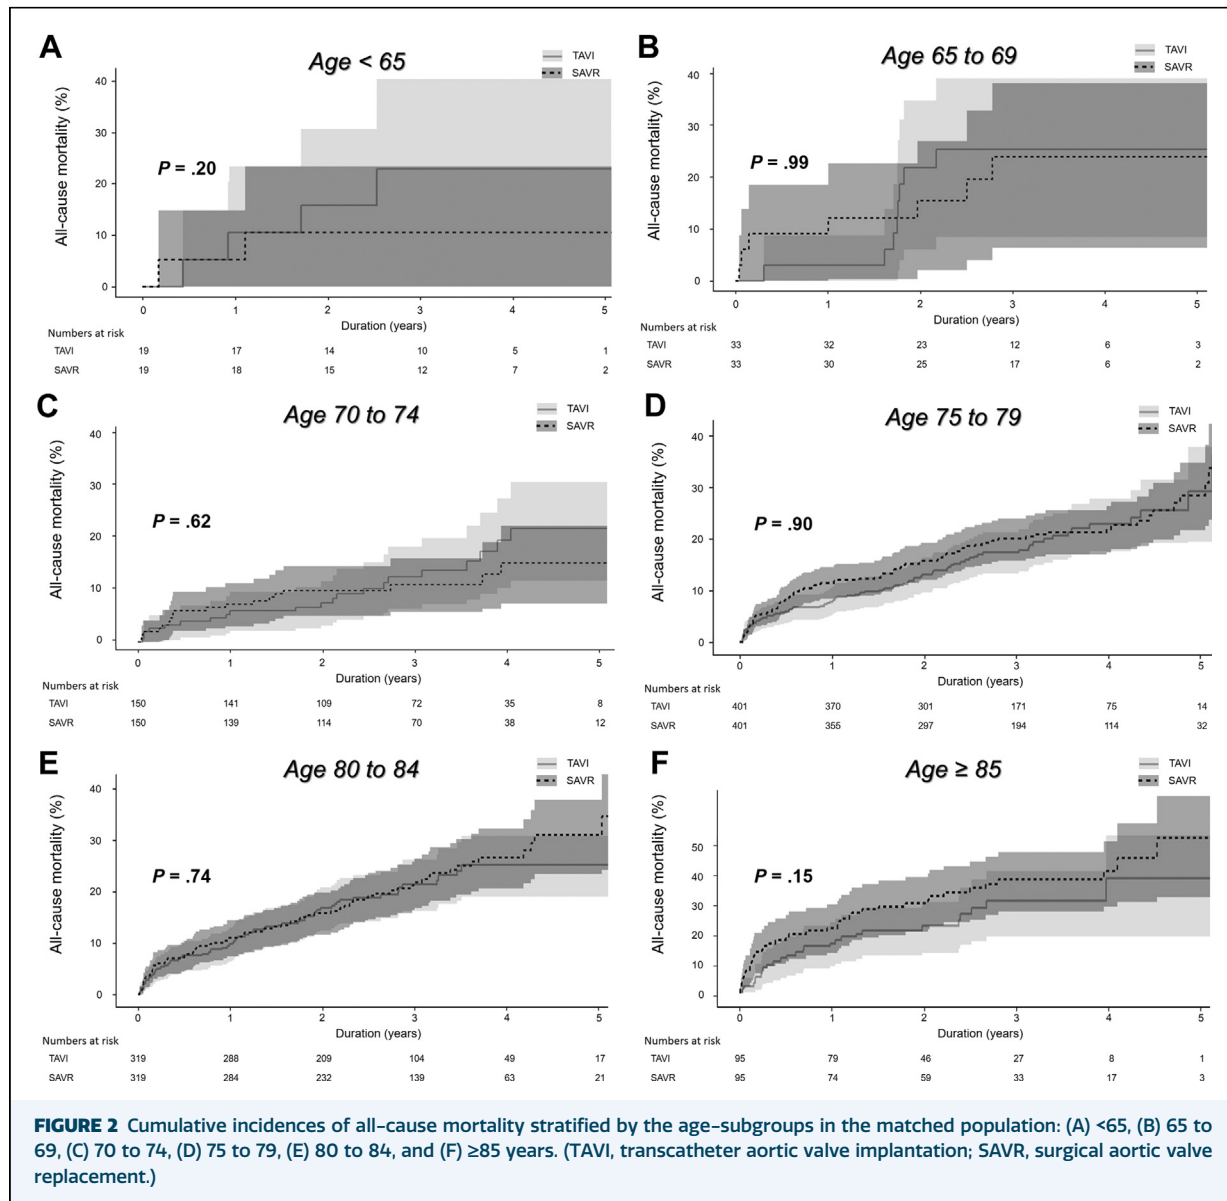 A
Age < 65
TAVI
SAVR
All-cause mortality (%)
40
30
20
10
0
P = .20
0 1 2 3 4 5
Duration (years)
Numbers at risk
TAVI 19 17 14 10 5 1
SAVR 19 18 15 12 7 2
B
Age 65 to 69
TAVI
SAVR
All-cause mortality (%)
40
30
20
10
0
P = .99
0 1 2 3 4 5
Duration (years)
Numbers at risk
TAVI 33 32 23 12 6 3
SAVR 33 30 25 17 6 2
C
Age 70 to 74
TAVI
SAVR
All-cause mortality (%)
40
30
20
10
0
P = .62
0 1 2 3 4 5
Duration (years)
Numbers at risk
TAVI 150 141 109 72 35 8
SAVR 150 139 114 70 38 12
D
Age 75 to 79
TAVI
SAVR
All-cause mortality (%)
40
30
20
10
0
P = .90
0 1 2 3 4 5
Duration (years)
Numbers at risk
TAVI 401 370 301 171 75 14
SAVR 401 355 297 194 114 32
E
Age 80 to 84
TAVI
SAVR
All-cause mortality (%)
40
30
20
10
0
P = .74
0 1 2 3 4 5
Duration (years)
Numbers at risk
TAVI 319 288 209 104 49 17
SAVR 319 284 232 139 63 21
F
Age ≥ 85
TAVI
SAVR
All-cause mortality (%)
50
40
30
20
10
0
P = .15
0 1 2 3 4 5
Duration (years)
Numbers at risk
TAVI 95 79 46 27 8 1
SAVR 95 74 59 33 17 3
FIGURE 2 Cumulative incidences of all-cause mortality stratified by the age-subgroups in the matched population: (A) <65, (B) 65 to
69, (C) 70 to 74, (D) 75 to 79, (E) 80 to 84, and (F) ≥85 years. (TAVI, transcatheter aortic valve implantation; SAVR, surgical aortic valve
replacement.)